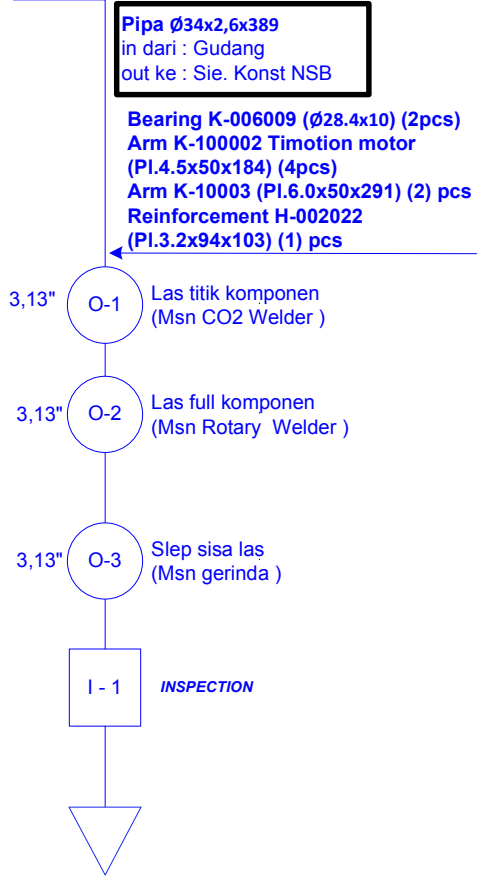 Pipa Ø34x2,6x389
in dari : Gudang
out ke : Sie. Konst NSB
Bearing K-006009 (Ø28.4x10) (2pcs)
Arm K-100002 Timotion motor
(Pl.4.5x50x184) (4pcs)
Arm K-10003 (Pl.6.0x50x291) (2) pcs
Reinforcement H-002022
(Pl.3.2x94x103) (1) pcs
3,13" O-1 Las titik komponen
(Msn CO2 Welder )
3,13" O-2 Las full komponen
(Msn Rotary Welder )
3,13" O-3 Slep sisa las
(Msn gerinda )
I - 1 INSPECTION